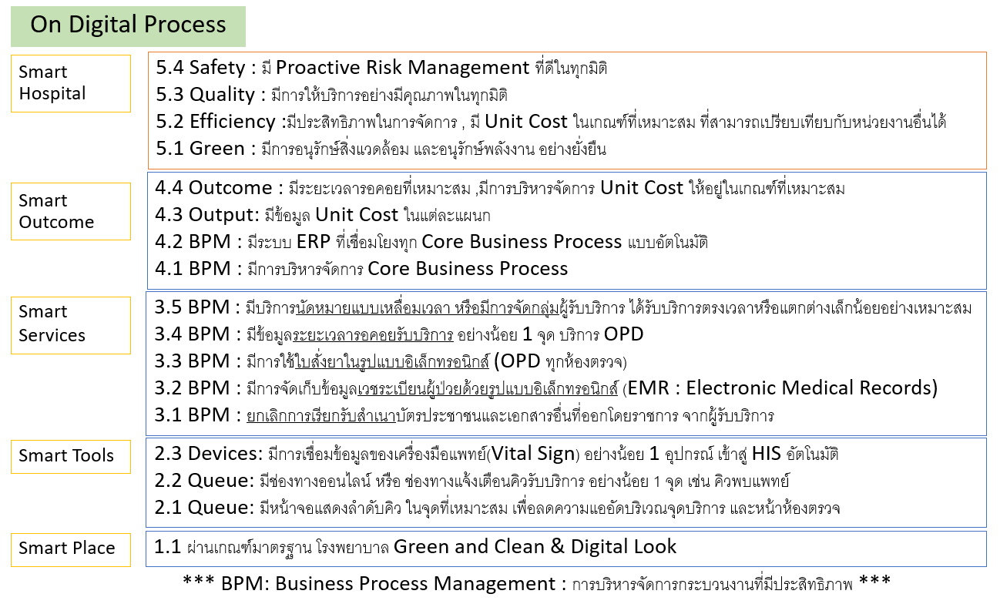 On Digital Process
Smart
Hospital
5.4 Safety : มี Proactive Risk Management ที่ดีในทุกมิติ
5.3 Quality : มีการให้บริการอย่างมีคุณภาพในทุกมิติ
5.2 Efficiency :มีประสิทธิภาพในการจัดการ , มี Unit Cost ในเกณฑ์ที่เหมาะสม ที่สามารถเปรียบเทียบกับหน่วยงานอื่นได้
5.1 Green : มีการอนุรักษ์สิ่งแวดล้อม และอนุรักษ์พลังงาน อย่างยั่งยืน
Smart
Outcome
4.4 Outcome : มีระยะเวลารอคอยที่เหมาะสม ,มีการบริหารจัดการ Unit Cost ให้อยู่ในเกณฑ์ที่เหมาะสม
4.3 Output: มีข้อมูล Unit Cost ในแต่ละแผนก
4.2 BPM : มีระบบ ERP ที่เชื่อมโยงทุก Core Business Process แบบอัตโนมัติ
4.1 BPM : มีการบริหารจัดการ Core Business Process
Smart
Services
3.5 BPM : มีบริการนัดหมายแบบเหลื่อมเวลา หรือมีการจัดกลุ่มผู้รับบริการ ได้รับบริการตรงเวลาหรือแตกต่างเล็กน้อยอย่างเหมาะสม
3.4 BPM : มีข้อมูลระยะเวลารอคอยรับบริการ อย่างน้อย 1 จุด บริการ OPD
3.3 BPM : มีการใช้ใบสั่งยาในรูปแบบอิเล็กทรอนิกส์ (OPD ทุกห้องตรวจ)
3.2 BPM : มีการจัดเก็บข้อมูลเวชระเบียนผู้ป่วยด้วยรูปแบบอิเล็กทรอนิกส์ (EMR : Electronic Medical Records)
3.1 BPM : ยกเลิกการเรียกรับสำเนาบัตรประชาชนและเอกสารอื่นที่ออกโดยราชการ จากผู้รับบริการ
Smart Tools
2.3 Devices: มีการเชื่อมข้อมูลของเครื่องมือแพทย์(Vital Sign) อย่างน้อย 1 อุปกรณ์ เข้าสู่ HIS อัตโนมัติ
2.2 Queue: มีช่องทางออนไลน์ หรือ ช่องทางแจ้งเตือนคิวรับบริการ อย่างน้อย 1 จุด เช่น คิวพบแพทย์
2.1 Queue: มีหน้าจอแสดงลำดับคิว ในจุดที่เหมาะสม เพื่อลดความแออัดบริเวณจุดบริการ และหน้าห้องตรวจ
Smart Place
1.1 ผ่านเกณฑ์มาตรฐาน โรงพยาบาล Green and Clean & Digital Look
*** BPM: Business Process Management : การบริหารจัดการกระบวนงานที่มีประสิทธิภาพ ***